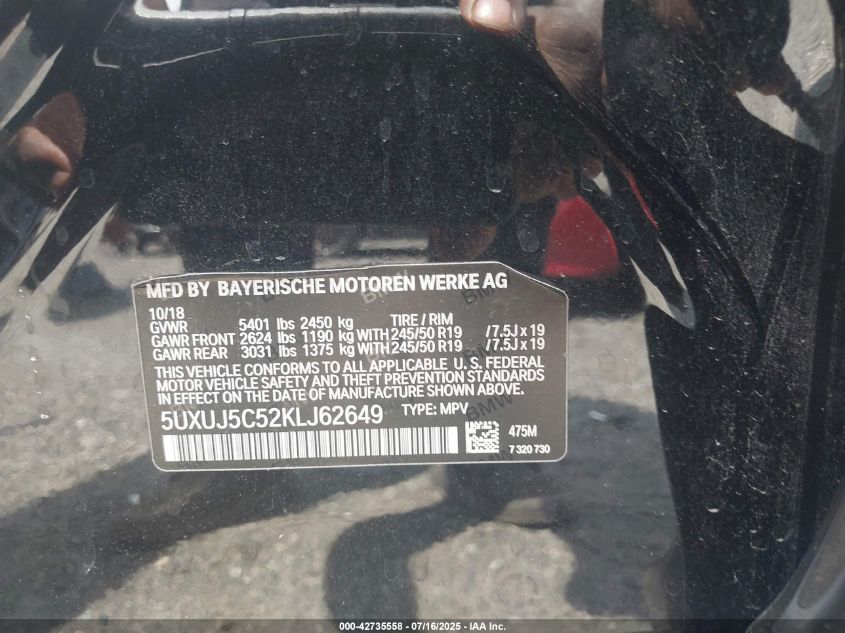 MFD BY BAYERISCHE MOTOREN WERKE AG
10/18
GVWR 5401 lbs 2450 kg TIRE / RIM
GAWR FRONT 2624 lbs 1190 kg WITH 245/50 R19 / 7.5J x 19
GAWR REAR 3031 lbs 1375 kg WITH 245/50 R19 / 7.5J x 19
THIS VEHICLE CONFORMS TO ALL APPLICABLE U. S. FEDERAL
MOTOR VEHICLE SAFETY AND THEFT PREVENTION STANDARDS
IN EFFECT ON THE DATE OF MANUFACTURE SHOWN ABOVE.
5UXUJ5C52KLJ62649 TYPE: MPV
475M
7 320 730
000-42735558 - 07/16/2025 - IAA Inc.